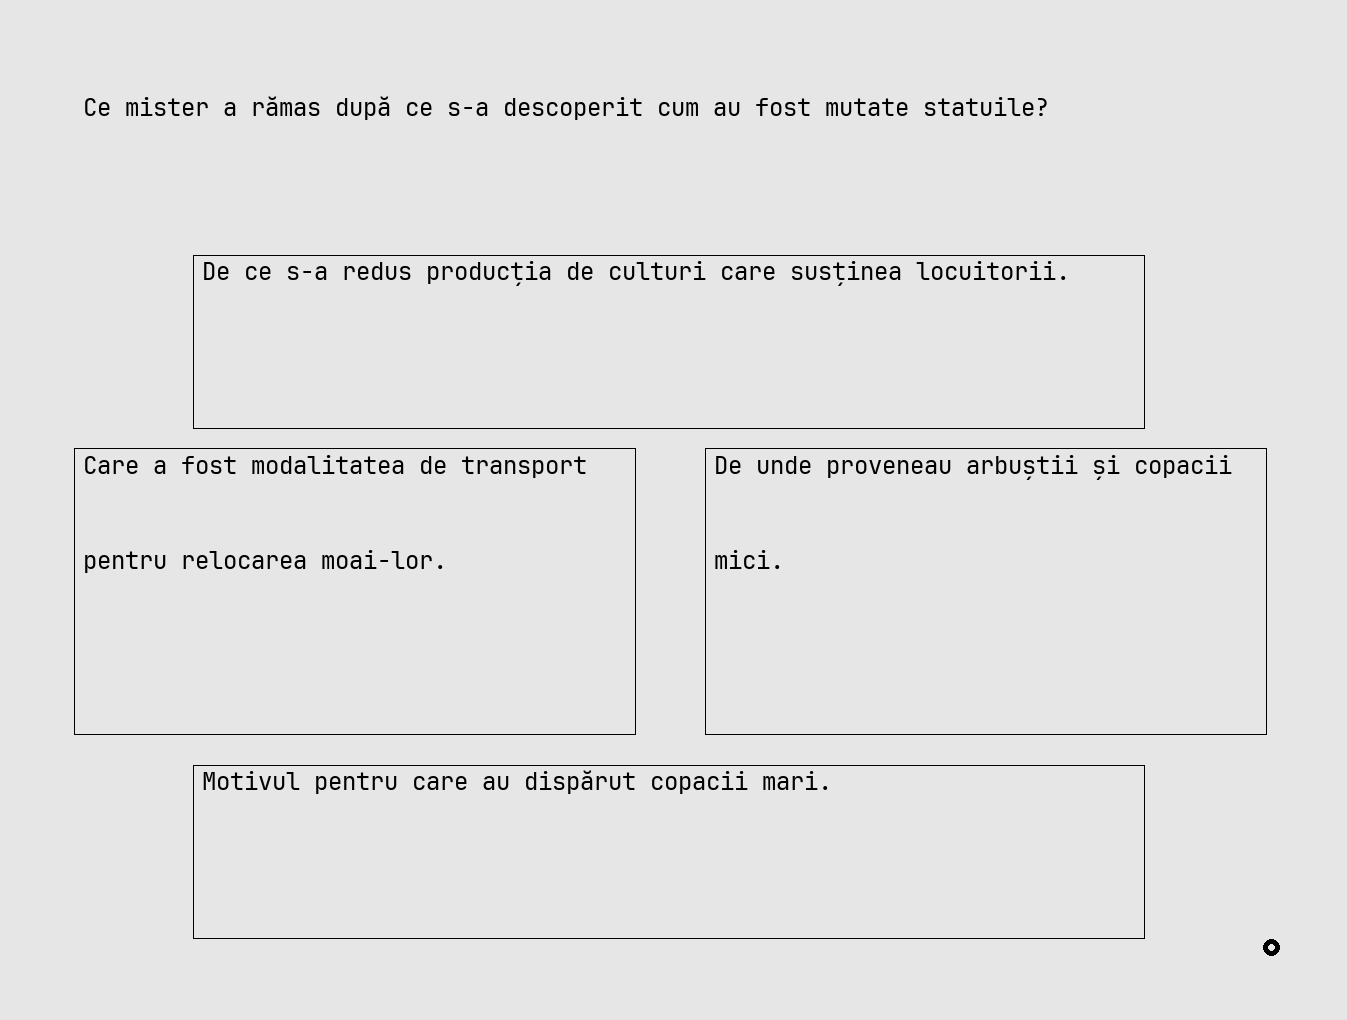 Ce mister a rămas după ce s-a descoperit cum au fost mutate statuile?
De ce s-a redus producția de culturi care susținea locuitorii.
Care a fost modalitatea de transport
pentru relocarea moai-lor.
De unde proveneau arbuștii și copacii
mici.
Motivul pentru care au dispărut copacii mari.